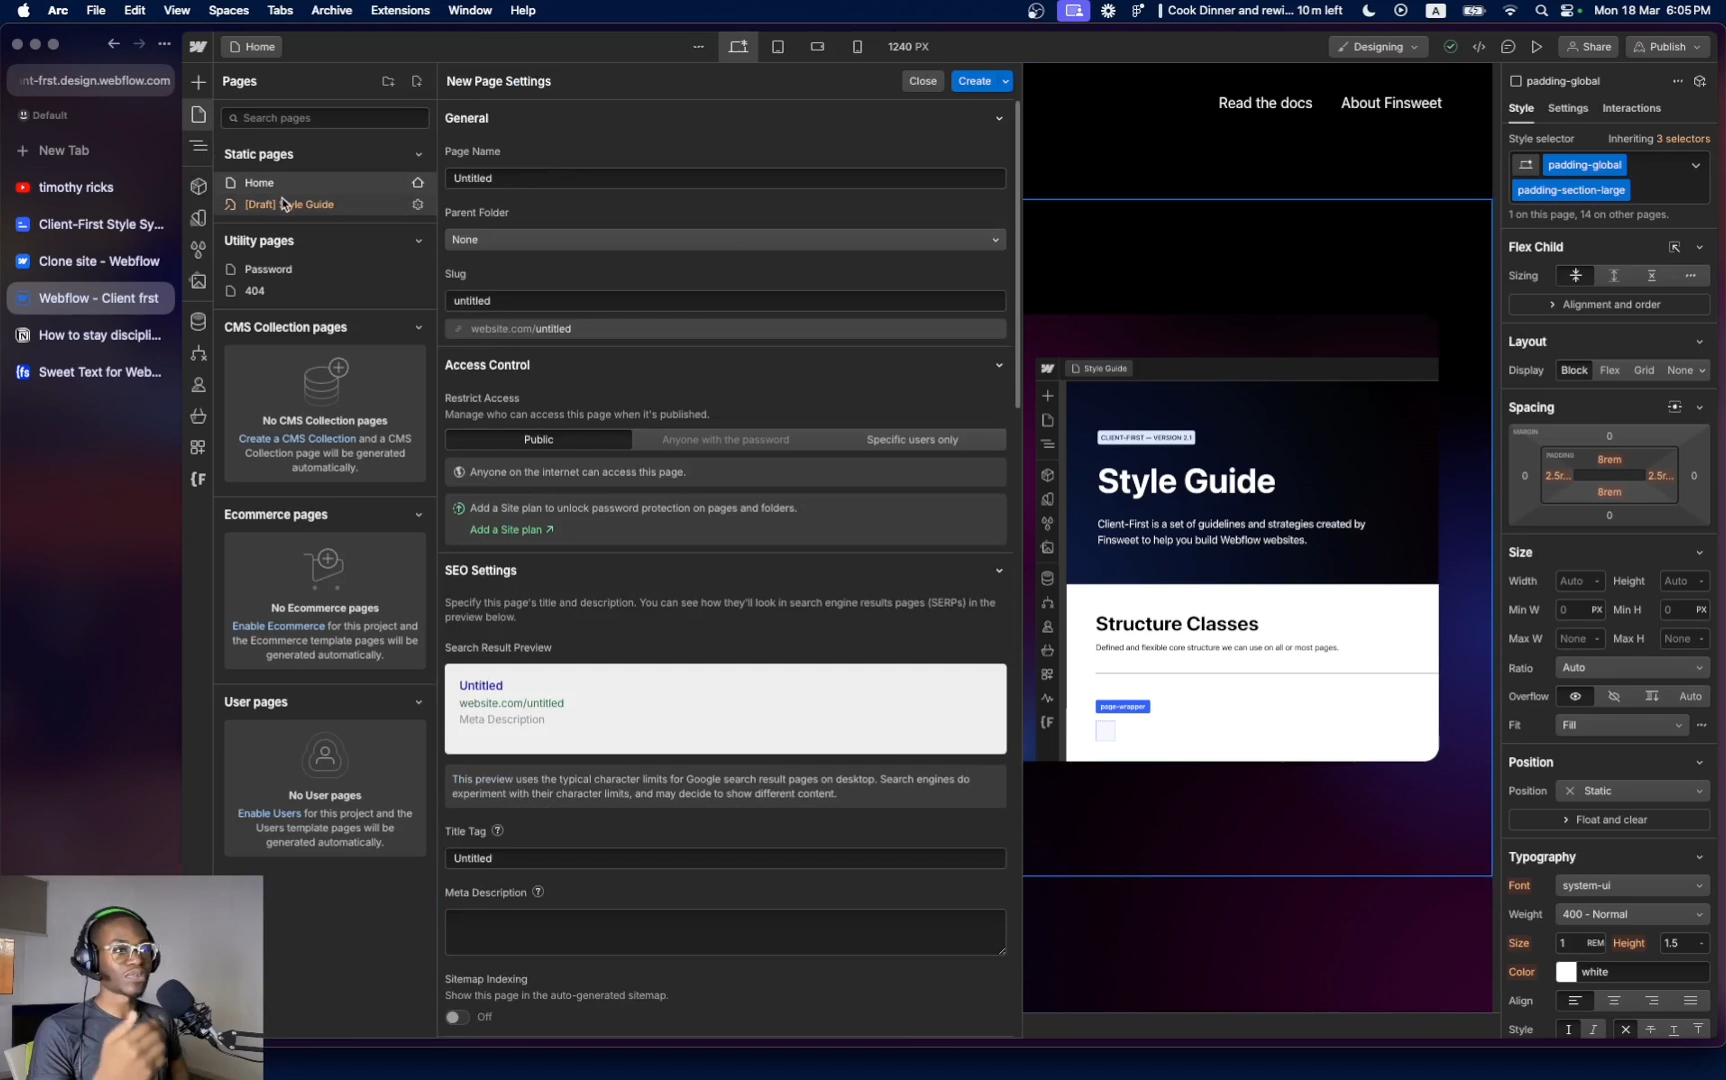 Arc File Edit View Spaces Tabs Archive Extensions Window Help
Cook Dinner and rewi... 10 m left
A
Mon 18 Mar 6:05 PM
nt-frst.design.webflow.com
Default
New Tab
timothy ricks
Client-First Style Sy...
Clone site - Webflow
Webflow - Client frst
How to stay discipli...
Sweet Text for Web...
Home
1240 PX
Designing
Share
Publish
Pages
Search pages
Static pages
Home
[Draft] Style Guide
Utility pages
Password
404
CMS Collection pages
No CMS Collection pages
Create a CMS Collection and a CMS
Collection page will be generated
automatically.
Ecommerce pages
No Ecommerce pages
Enable Ecommerce for this project and
the Ecommerce template pages will be
generated automatically.
User pages
No User pages
Enable Users for this project and the
Users template pages will be
generated automatically.
New Page Settings
Close
Create
General
Page Name
Untitled
Parent Folder
None
Slug
untitled
website.com/untitled
Access Control
Restrict Access
Manage who can access this page when it's published.
Public
Anyone with the password
Specific users only
Anyone on the internet can access this page.
Add a Site plan to unlock password protection on pages and folders.
Add a Site plan
SEO Settings
Specify this page's title and description. You can see how they'll look in search engine results pages (SERPs) in the
preview below.
Search Result Preview
Untitled
website.com/untitled
Meta Description
This preview uses the typical character limits for Google search result pages on desktop. Search engines do
experiment with their character limits, and may decide to show different content.
Title Tag
Untitled
Meta Description
Sitemap Indexing
Show this page in the auto-generated sitemap.
Off
Read the docs
About Finsweet
Style Guide
CLIENT-FIRST — VERSION 2.1
Style Guide
Client-First is a set of guidelines and strategies created by
Finsweet to help you build Webflow websites.
Structure Classes
Defined and flexible core structure we can use on all or most pages.
page-wrapper
padding-global
Style Settings Interactions
Style selector Inheriting 3 selectors
padding-global
padding-section-large
1 on this page, 14 on other pages.
Flex Child
Sizing
Alignment and order
Layout
Display Block Flex Grid None
Spacing
MARGIN 0
PADDING 8rem
0 2.5r... 2.5r... 0
8rem
0
Size
Width Auto - Height Auto -
Min W 0 PX Min H 0 PX
Max W None - Max H None -
Ratio Auto
Overflow Auto
Fit Fill
Position
Position Static
Float and clear
Typography
Font system-ui
Weight 400 - Normal
Size 1 REM Height 1.5 -
Color white
Align
Style